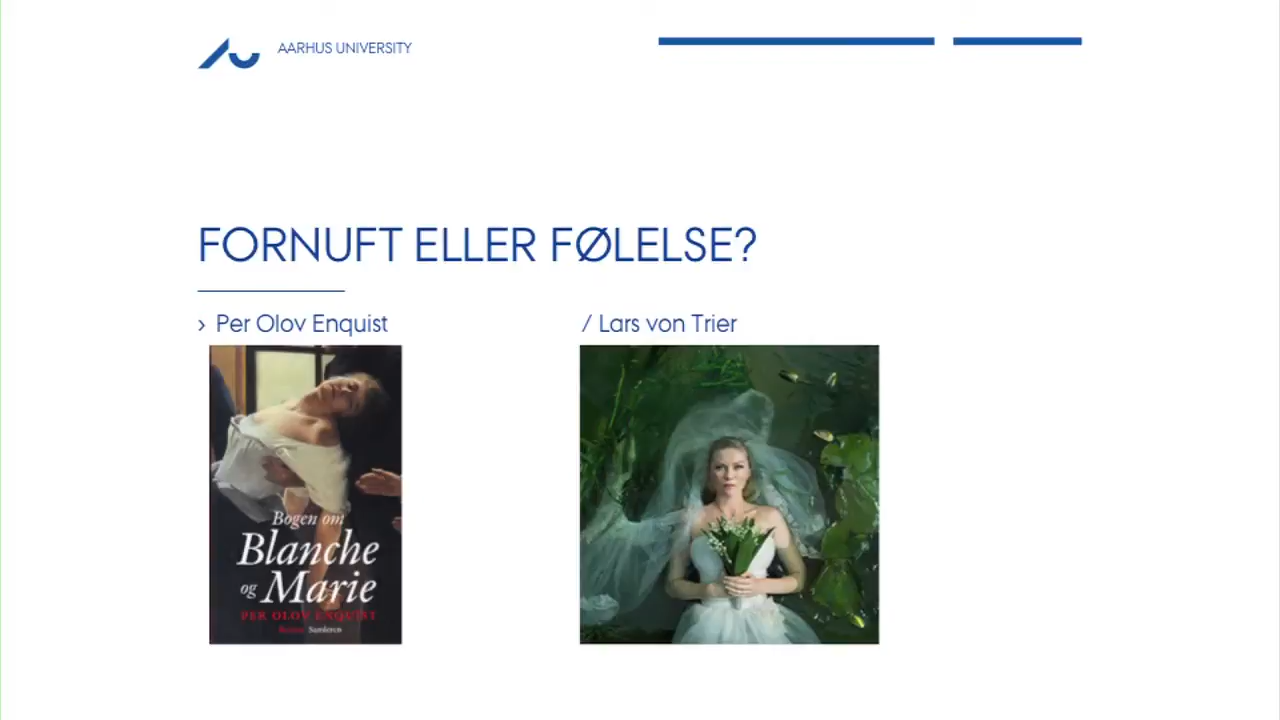 AARHUS UNIVERSITY
FORNUFT ELLER FØLELSE?
› Per Olov Enquist
/ Lars von Trier
Bogen om
Blanche
og Marie
PER OLOV ENQUIST
Roman Samleren